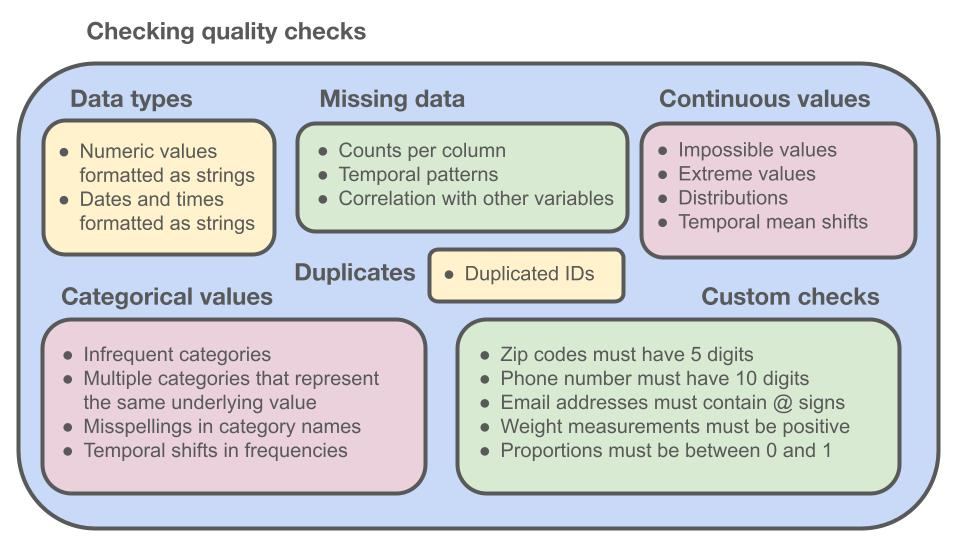 Checking quality checks
Data types
● Numeric values
formatted as strings
● Dates and times
formatted as strings
Missing data
● Counts per column
● Temporal patterns
● Correlation with other variables
Continuous values
● Impossible values
● Extreme values
● Distributions
● Temporal mean shifts
Duplicates
● Duplicated IDs
Categorical values
● Infrequent categories
● Multiple categories that represent
the same underlying value
● Misspellings in category names
● Temporal shifts in frequencies
Custom checks
● Zip codes must have 5 digits
● Phone number must have 10 digits
● Email addresses must contain @ signs
● Weight measurements must be positive
● Proportions must be between 0 and 1